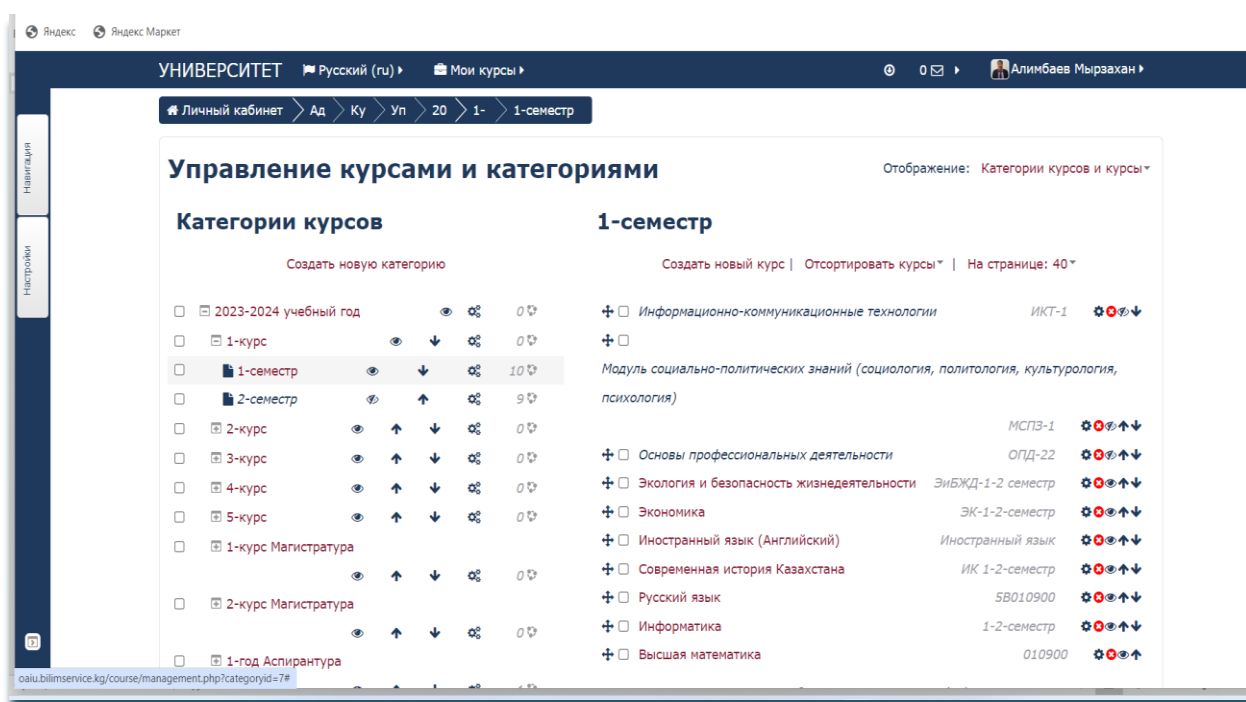 Яндекс Яндекс Маркет
УНИВЕРСИТЕТ Русский (ru) Мои курсы 0 Алимбаев Мырзахан
Личный кабинет Ад Ку Уп 20 1- 1-семестр
Навигация
Настройки
Управление курсами и категориями
Отображение: Категории курсов и курсы
Категории курсов
Создать новую категорию
2023-2024 учебный год 0
1-курс 0
1-семестр 10
2-семестр 9
2-курс 0
3-курс 0
4-курс 0
5-курс 0
1-курс Магистратура
0
2-курс Магистратура
0
1-год Аспирантура
1-семестр
Создать новый курс | Отсортировать курсы | На странице: 40
Информационно-коммуникационные технологии ИКТ-1
Модуль социально-политических знаний (социология, политология, культурология,
психология)
МСПЗ-1
Основы профессиональных деятельности ОПД-22
Экология и безопасность жизнедеятельности ЭиБЖД-1-2 семестр
Экономика ЭК-1-2-семестр
Иностранный язык (Английский) Иностранный язык
Современная история Казахстана ИК 1-2-семестр
Русский язык 5В010900
Информатика 1-2-семестр
Высшая математика 010900
oaiu.bilimservice.kg/course/management.php?categoryid=7#